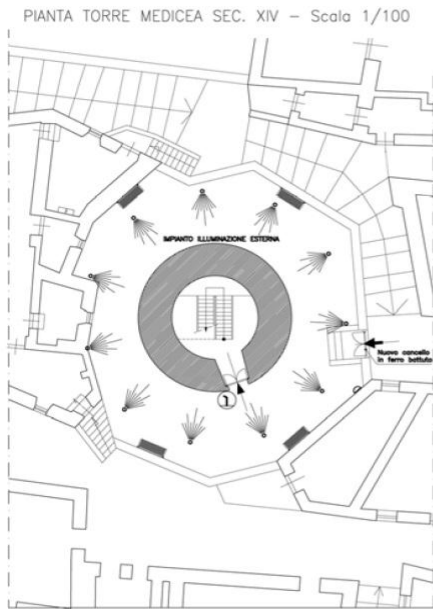 PIANTA TORRE MEDICEA SEC. XIV – Scala 1/100
IMPIANTO ILLUMINAZIONE ESTERNA
Nuovo cancello
in ferro battuto
1